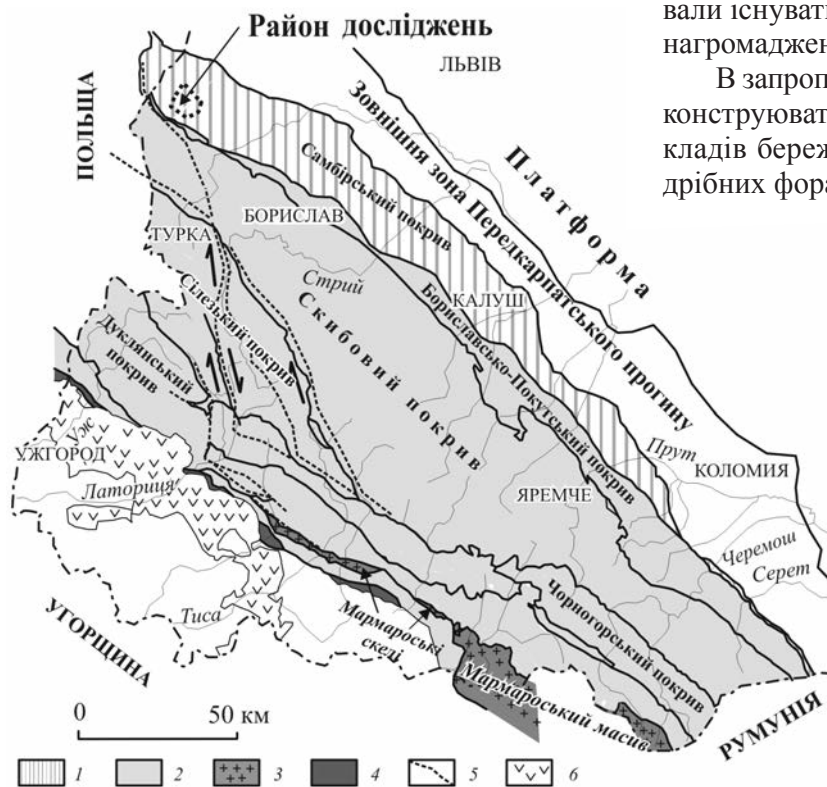 Район досліджень
вали існувати
нагромаджен
В запроп
конструюват
кладів береж
дрібних фора
ЛЬВІВ
ПОЛЬЩА
Зовнішня зона Передкарпатського прогину
Платформа
Самбірський покрив
БОРИСЛАВ
ТУРКА
Стрий
КАЛУШ
Сілезький покрив
Скибовий покрив
Бориславсько-Покутський покрив
Дуклянський
покрив
Уж
УЖГОРОД
Латориця
Прут
КОЛОМИЯ
ЯРЕМЧЕ
Черемош
Серет
Чорногорський покрив
Тиса
Мармароські
скелі
УГОРЩИНА
Мармароський масив
РУМУНІЯ
0 50 км
1 2 3 4 5 6